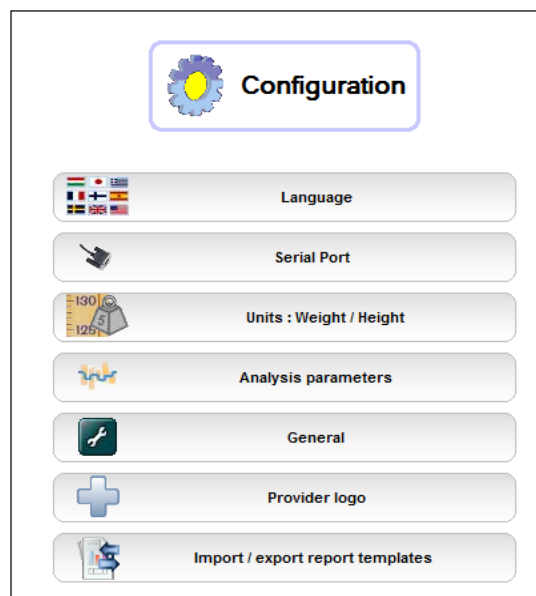 Configuration
Language
Serial Port
130
5
125
Units : Weight / Height
Analysis parameters
General
Provider logo
Import / export report templates